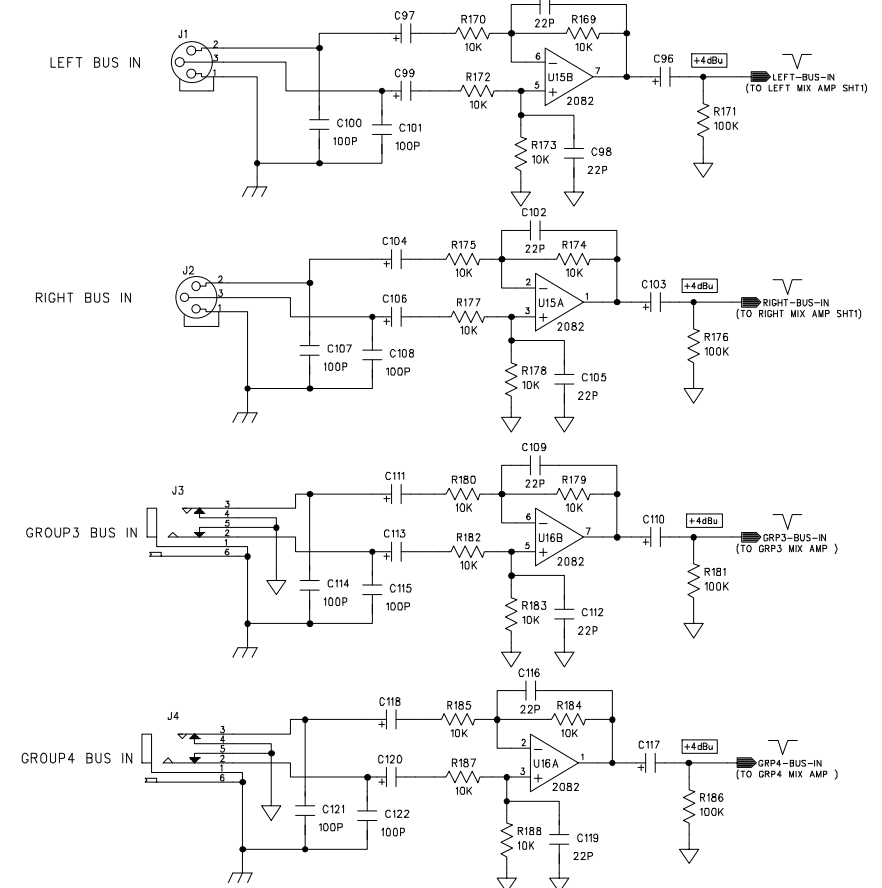 C97
R170
10K
22P
R169
10K
J1
2
3
1
LEFT BUS IN
C99
R172
10K
6
5
7
U15B
2082
C96
+4dBu
LEFT-BUS-IN
(TO LEFT MIX AMP SHT1)
C100
100P
C101
100P
R173
10K
C98
22P
R171
100K
C102
22P
C104
R175
10K
R174
10K
J2
2
3
1
RIGHT BUS IN
C106
R177
10K
2
3
1
U15A
2082
C103
+4dBu
RIGHT-BUS-IN
(TO RIGHT MIX AMP SHT1)
C107
100P
C108
100P
R178
10K
C105
22P
R176
100K
C109
22P
C111
R180
10K
R179
10K
J3
3
4
5
2
1
6
GROUP3 BUS IN
C113
R182
10K
6
5
7
U16B
2082
C110
+4dBu
GRP3-BUS-IN
(TO GRP3 MIX AMP )
C114
100P
C115
100P
R183
10K
C112
22P
R181
100K
C116
22P
C118
R185
10K
R184
10K
J4
3
4
5
2
1
6
GROUP4 BUS IN
C120
R187
10K
2
3
1
U16A
2082
C117
+4dBu
GRP4-BUS-IN
(TO GRP4 MIX AMP )
C121
100P
C122
100P
R188
10K
C119
22P
R186
100K